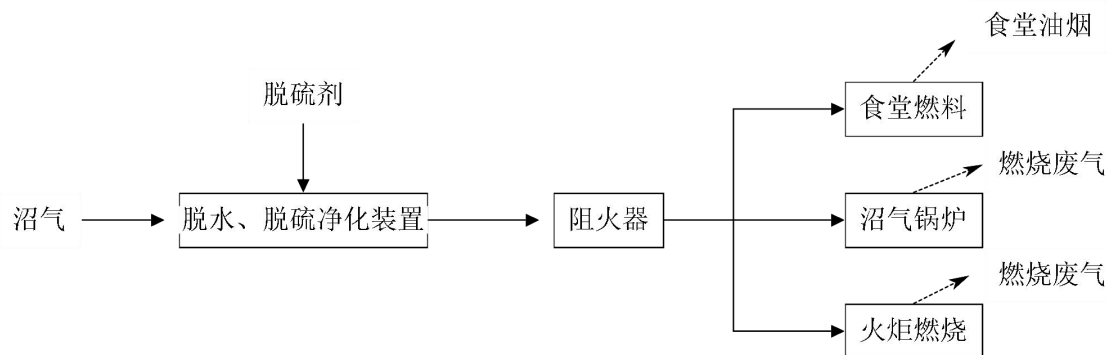 食堂油烟
脱硫剂
食堂燃料
燃烧废气
沼气
脱水、脱硫净化装置
阻火器
沼气锅炉
燃烧废气
火炬燃烧